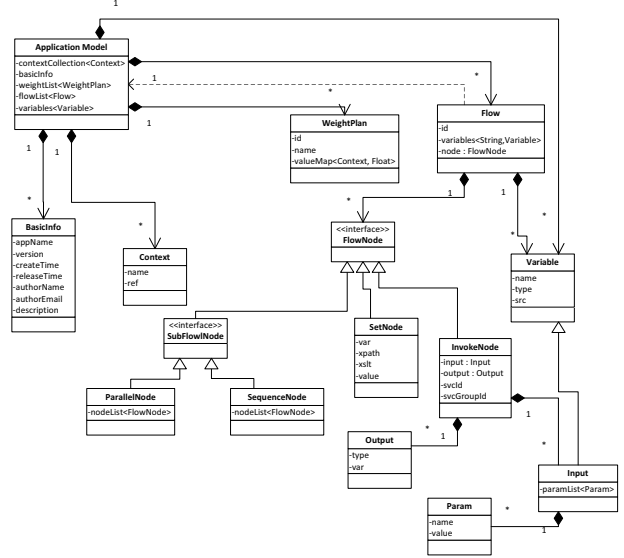 1
Application Model
-contextCollection<Context>
-basicInfo
-weightList<WeightPlan>
-flowList<Flow>
-variables<Variable>
1
*
*
1
1
1
*
*
WeightPlan
-id
-name
-valueMap<Context, Float>
Flow
-id
-variables<String,Variable>
-node : FlowNode
1
1
*
*
*
BasicInfo
-appName
-version
-createTime
-releaseTime
-authorName
-authorEmail
-description
Context
-name
-ref
<<interface>>
FlowNode
Variable
-name
-type
-src
<<interface>>
SubFlowlNode
SetNode
-var
-xpath
-xslt
-value
InvokeNode
-input : Input
-output : Output
-svcId
-svcGroupId
ParallelNode
-nodeList<FlowNode>
SequenceNode
-nodeList<FlowNode>
1
*
*
1
Output
-type
-var
Input
-paramList<Param>
Param
-name
-value
*
1